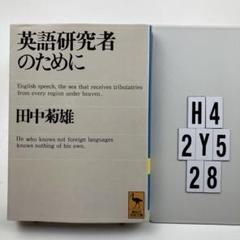 英語研究者
のために
English speech, the sea that receives tributatries
from every region under heaven.
田中菊雄
He who knows not foreign languages
knows nothing of his own.
H4
2Y5
28